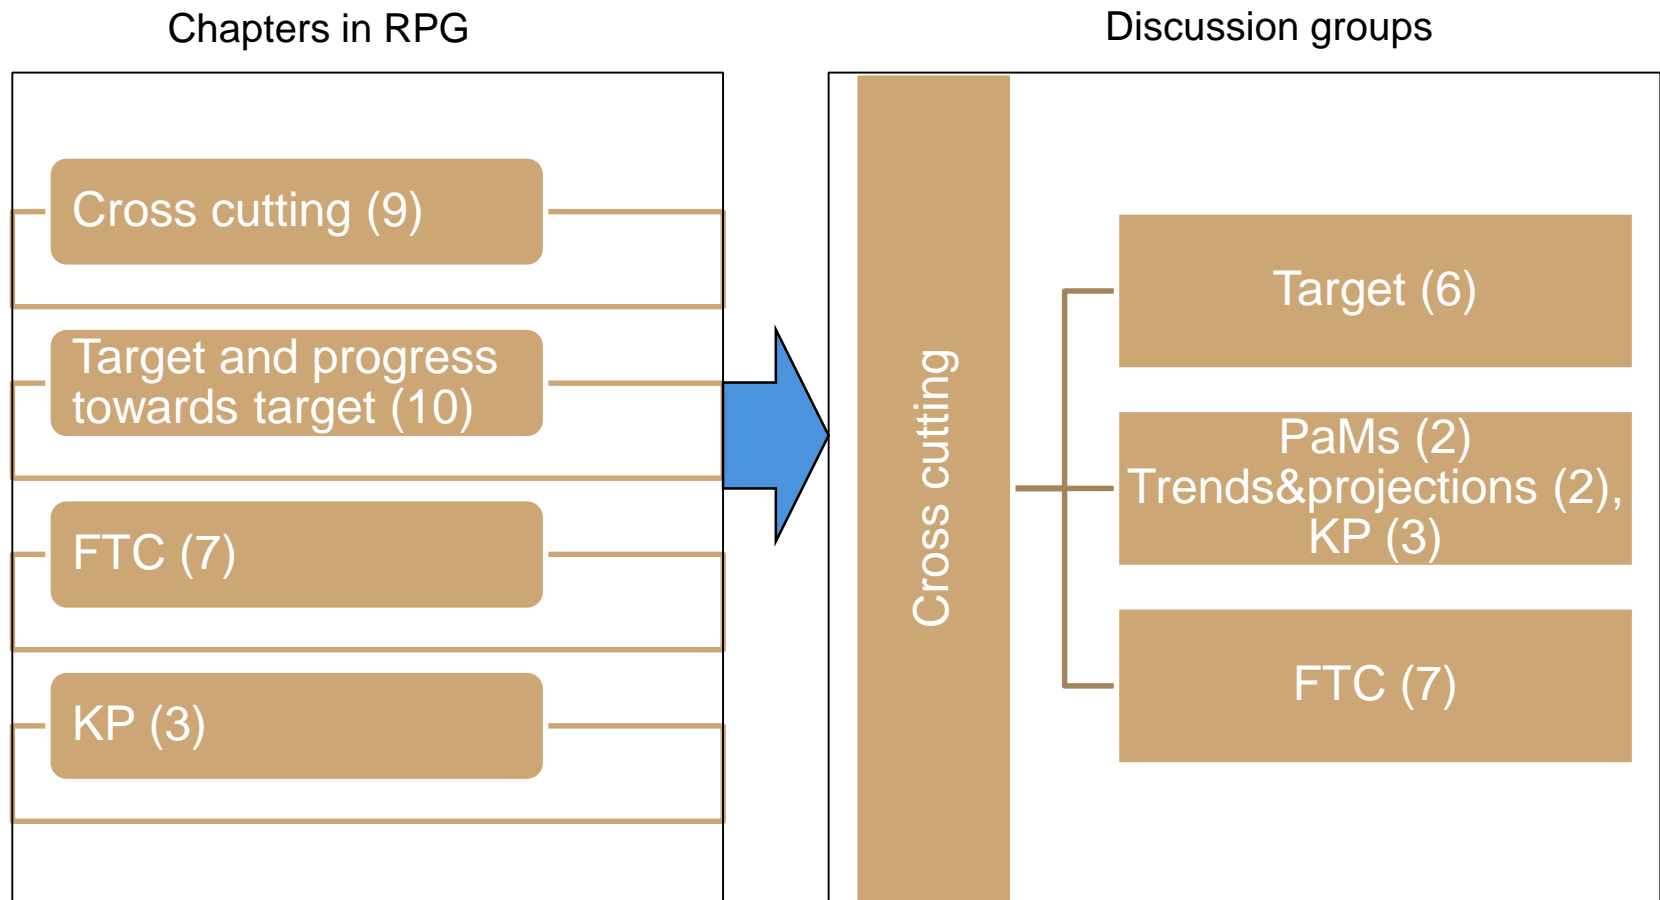 Chapters in RPG
Cross cutting (9)
Target and progress
towards target (10)
FTC (7)
KP (3)
Discussion groups
Cross cutting
Target (6)
PaMs (2)
Trends&projections (2),
KP (3)
FTC (7)